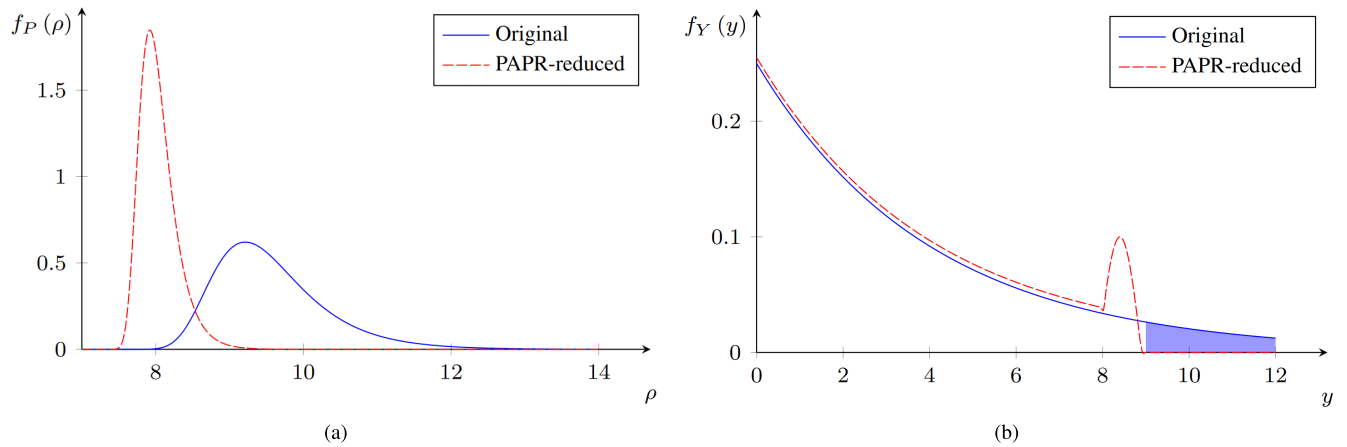 f_P (ρ)
Original
PAPR-reduced
1.5
1
0.5
0
8
10
12
14
ρ
(a)
f_Y (y)
Original
PAPR-reduced
0.2
0.1
0
0
2
4
6
8
10
12
y
(b)